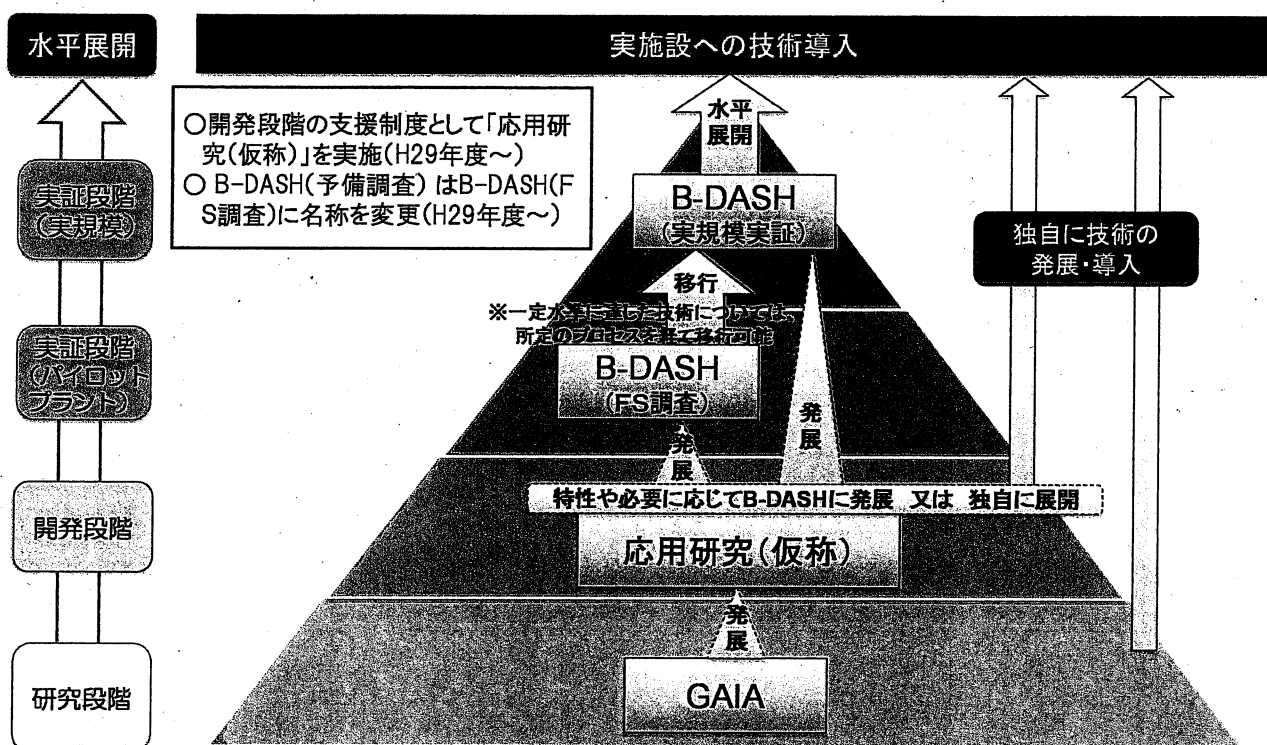 水平展開
実施設への技術導入
○開発段階の支援制度として「応用研
究(仮称)」を実施(H29年度～)
○ B-DASH(予備調査) はB-DASH(F
S調査)に名称を変更(H29年度～)
水平
展開
実証段階
(実規模)
B-DASH
(実規模実証)
独自に技術の
発展・導入
移行
※一定水準に達した技術については、
所定のプロセスを経て移行可能
実証段階
(パイロット
プラント)
B-DASH
(FS調査)
発
展
発
展
特性や必要に応じてB-DASHに発展 又は 独自に展開
開発段階
応用研究(仮称)
発
展
研究段階
GAIA